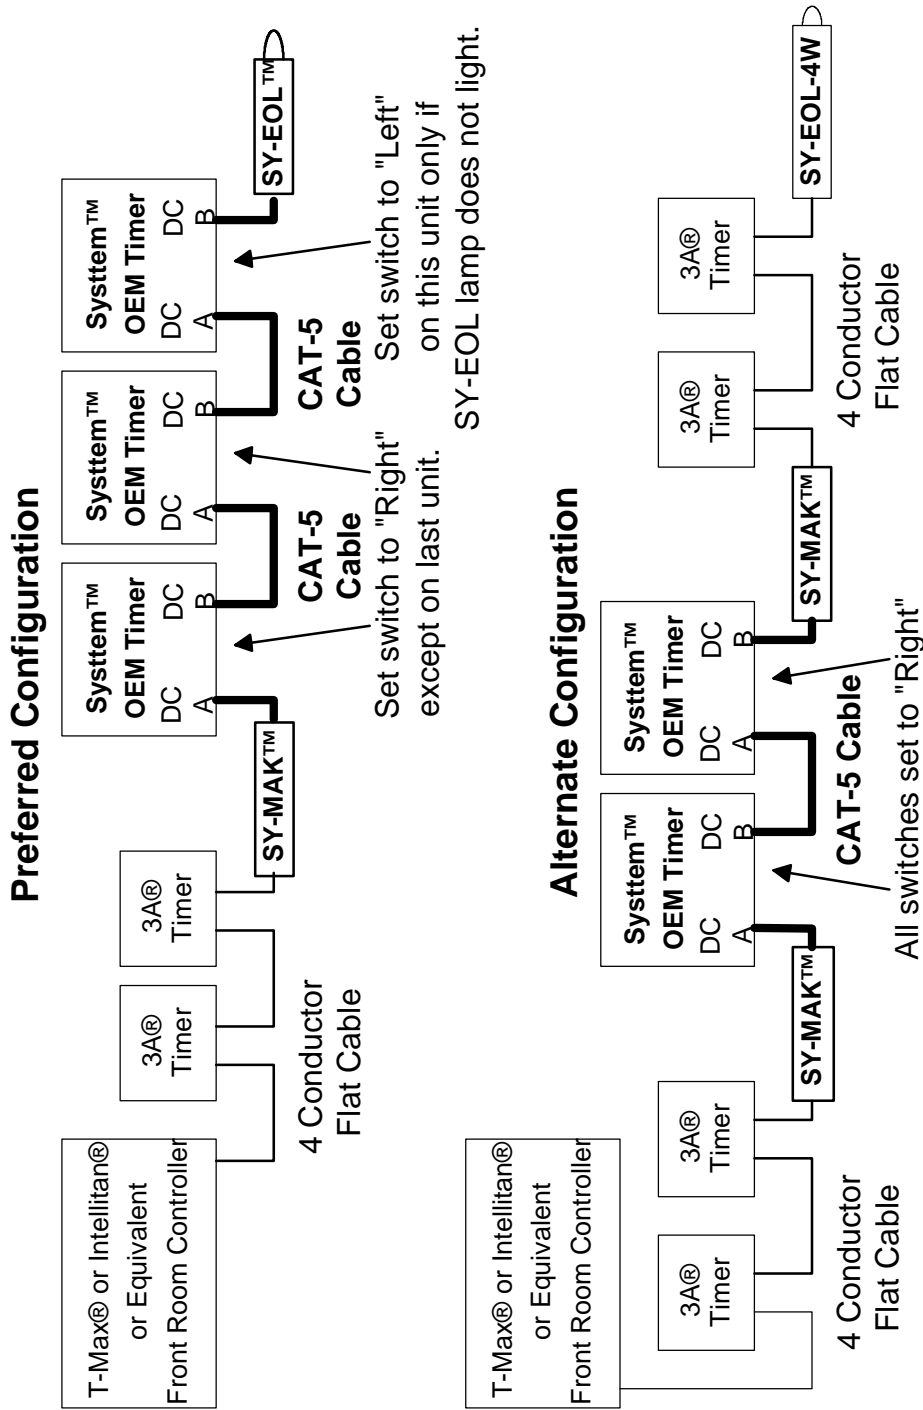 Preferred Configuration
T-Max® or Intellitan®
or Equivalent
Front Room Controller
3A®
Timer
3A®
Timer
4 Conductor
Flat Cable
SY-MAK™
Systtem™
OEM Timer
DC
DC
A
B
Systtem™
OEM Timer
DC
DC
A
B
Systtem™
OEM Timer
DC
DC
A
B
CAT-5
Cable
CAT-5
Cable
SY-EOL™
Set switch to "Right"
except on last unit.
Set switch to "Left"
on this unit only if
SY-EOL lamp does not light.
Alternate Configuration
T-Max® or Intellitan®
or Equivalent
Front Room Controller
3A®
Timer
3A®
Timer
4 Conductor
Flat Cable
SY-MAK™
Systtem™
OEM Timer
DC
DC
A
B
Systtem™
OEM Timer
DC
DC
A
B
CAT-5 Cable
All switches set to "Right"
SY-MAK™
3A®
Timer
3A®
Timer
4 Conductor
Flat Cable
SY-EOL-4W